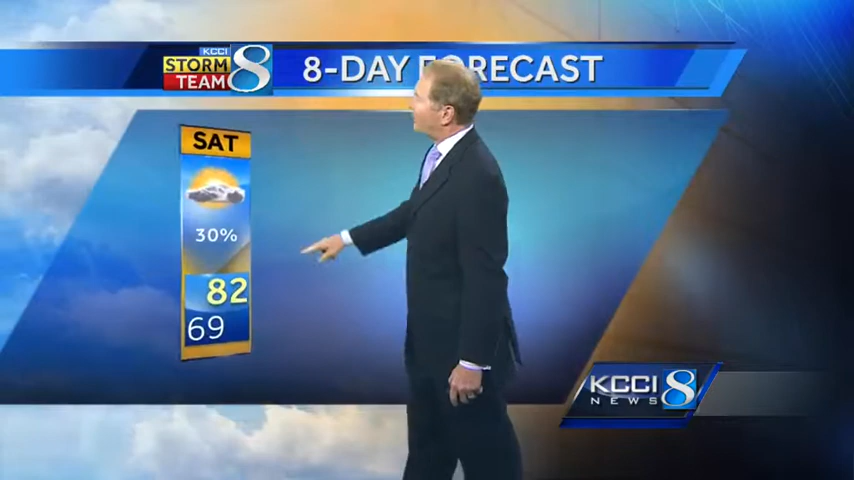 KCCI
STORM
TEAM
8
8-DAY FORECAST
SAT
30%
82
69
KCCI 8
NEWS